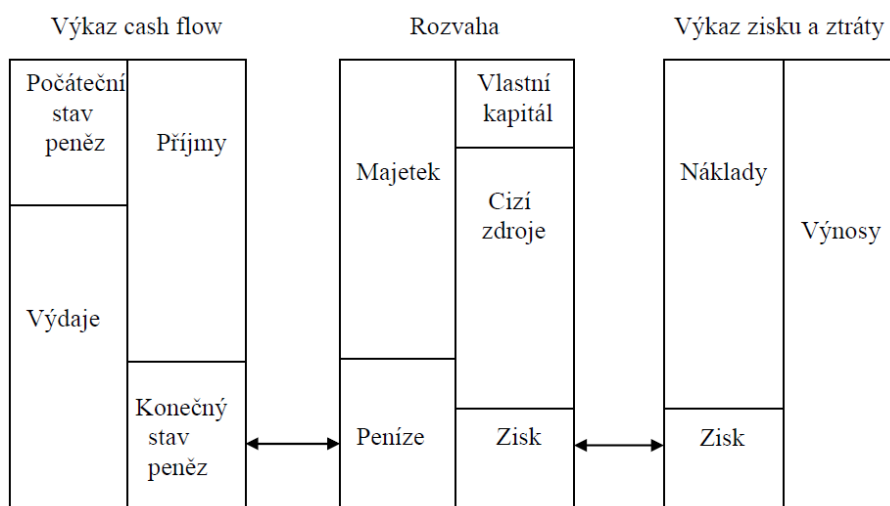 Výkaz cash flow
Rozvaha
Výkaz zisku a ztráty
Počáteční
stav
peněz
Příjmy
Výdaje
Konečný
stav
peněz
Majetek
Vlastní
kapitál
Cizí
zdroje
Peníze
Zisk
Náklady
Výnosy
Zisk